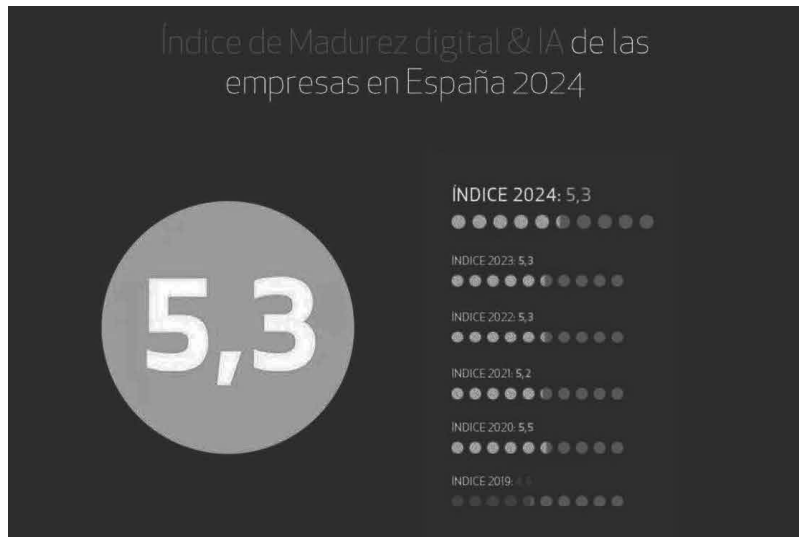 Índice de Madurez digital & IA de las
empresas en España 2024
5,3
ÍNDICE 2024: 5,3
ÍNDICE 2023: 5,3
ÍNDICE 2022: 5,3
ÍNDICE 2021: 5,2
ÍNDICE 2020: 5,5
ÍNDICE 2019: